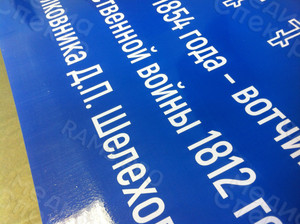 1854 года – вотчи
ственной войны 1812 го
лковника Д.П. Шелехо